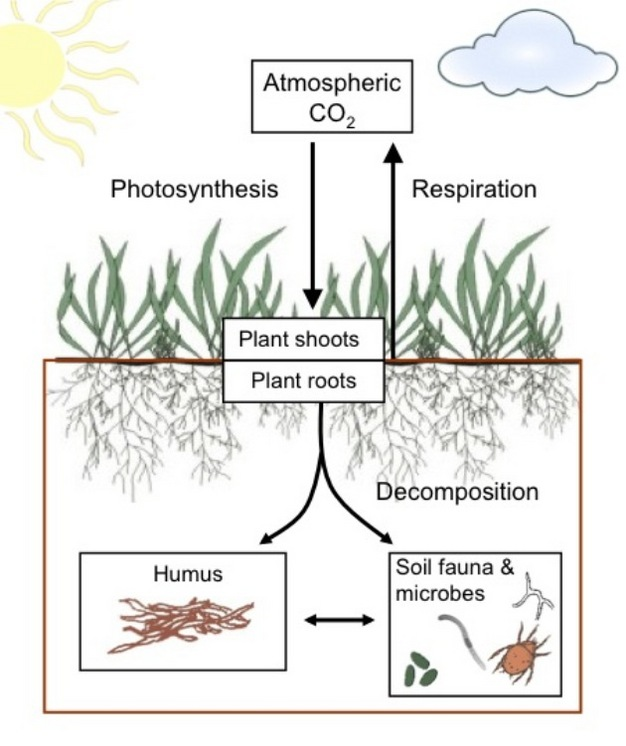 Atmospheric
CO₂
Photosynthesis
Respiration
Plant shoots
Plant roots
Decomposition
Humus
Soil fauna &
microbes